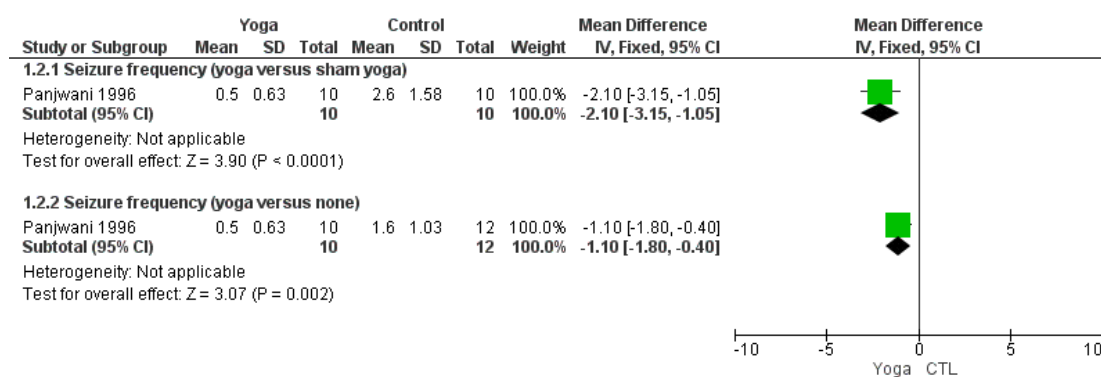 Yoga Control Mean Difference Mean Difference
Study or Subgroup Mean SD Total Mean SD Total Weight IV, Fixed, 95% CI IV, Fixed, 95% CI
1.2.1 Seizure frequency (yoga versus sham yoga)
Panjwani 1996 0.5 0.63 10 2.6 1.58 10 100.0% -2.10 [-3.15, -1.05]
Subtotal (95% CI) 10 10 100.0% -2.10 [-3.15, -1.05]
Heterogeneity: Not applicable
Test for overall effect: Z = 3.90 (P < 0.0001)
1.2.2 Seizure frequency (yoga versus none)
Panjwani 1996 0.5 0.63 10 1.6 1.03 12 100.0% -1.10 [-1.80, -0.40]
Subtotal (95% CI) 10 12 100.0% -1.10 [-1.80, -0.40]
Heterogeneity: Not applicable
Test for overall effect: Z = 3.07 (P = 0.002)
-10 -5 0 5 10
Yoga CTL